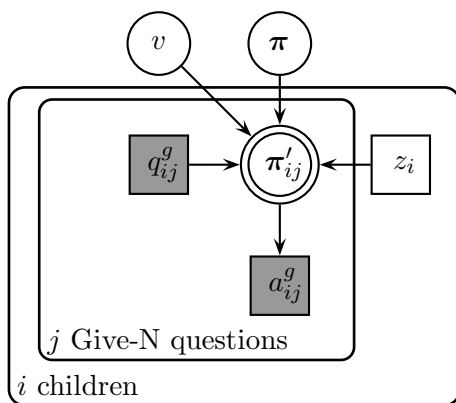 v π
q^g_{ij} π′_{ij} z_i
a^g_{ij}
j Give-N questions
i children